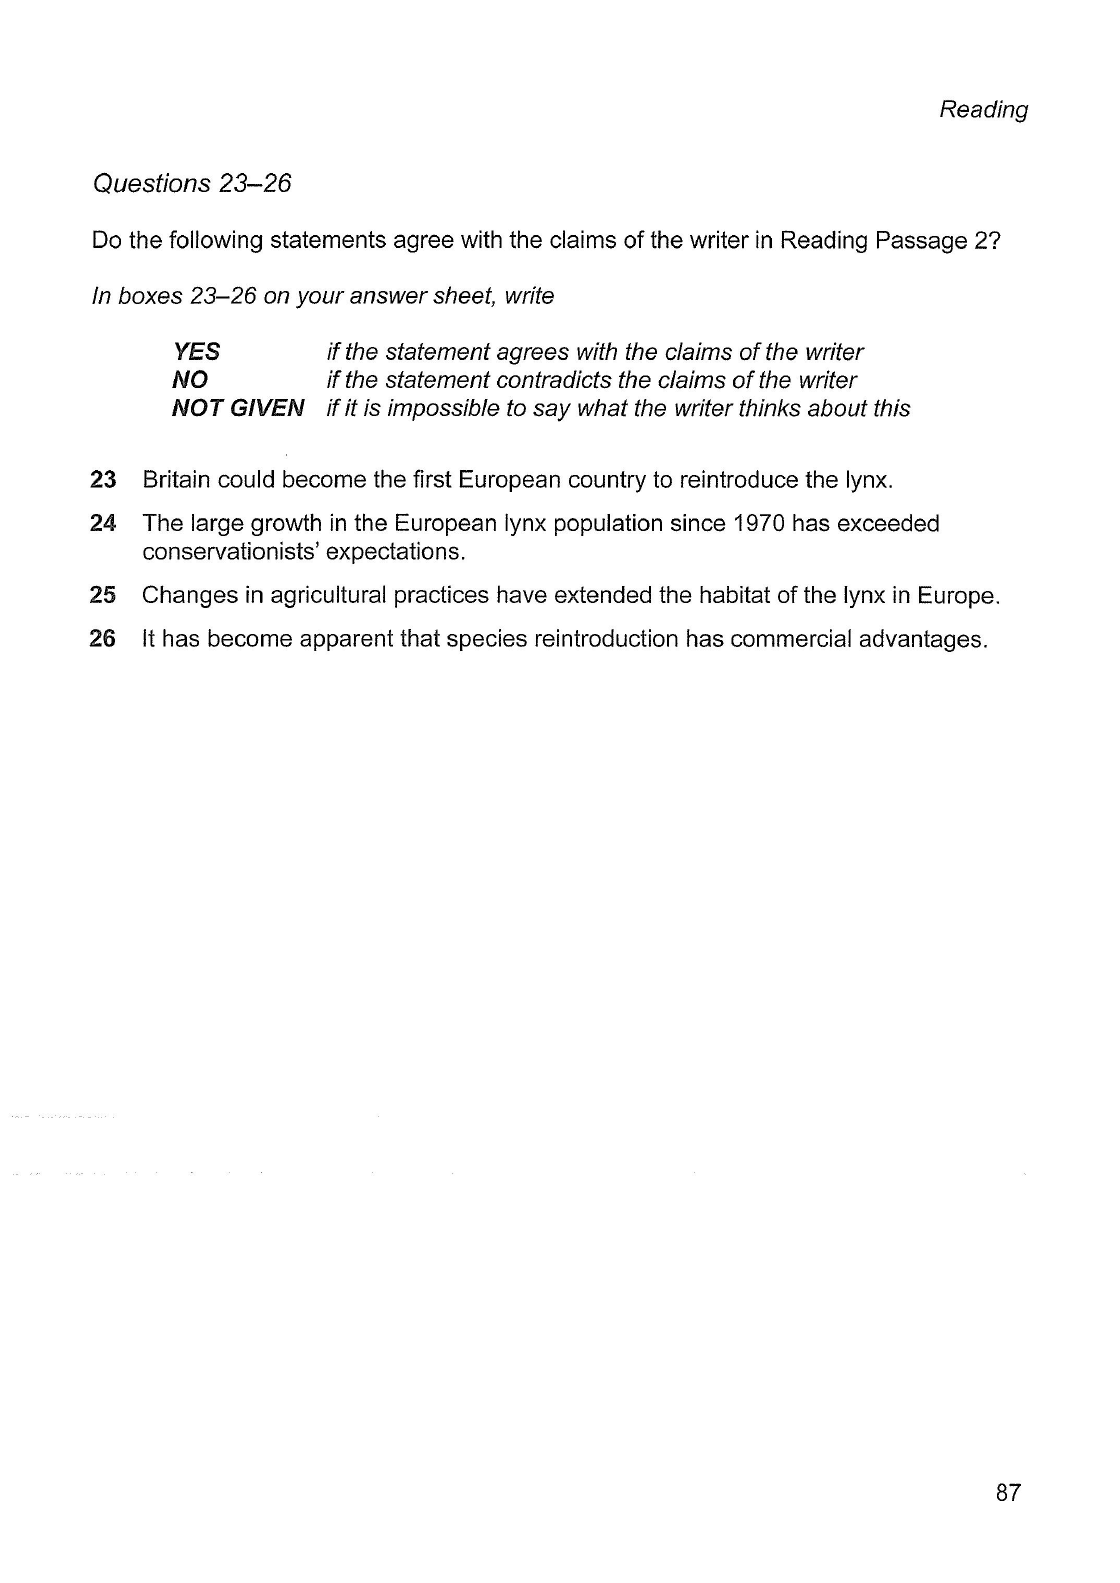 Reading
Questions 23–26
Do the following statements agree with the claims of the writer in Reading Passage 2?
In boxes 23–26 on your answer sheet, write
YES if the statement agrees with the claims of the writer
NO if the statement contradicts the claims of the writer
NOT GIVEN if it is impossible to say what the writer thinks about this
23 Britain could become the first European country to reintroduce the lynx.
24 The large growth in the European lynx population since 1970 has exceeded
conservationists' expectations.
25 Changes in agricultural practices have extended the habitat of the lynx in Europe.
26 It has become apparent that species reintroduction has commercial advantages.
87